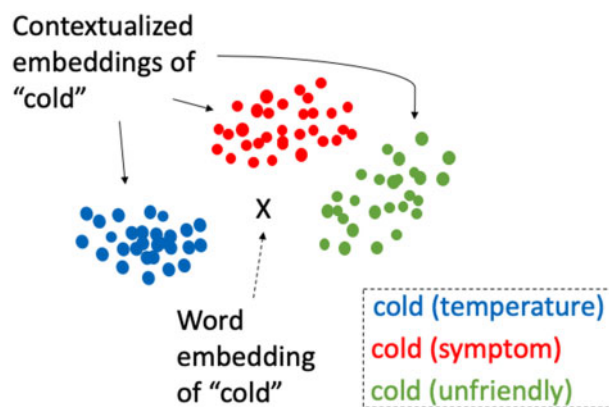 Contextualized
embeddings of
“cold”
X
Word
embedding
of “cold”
cold (temperature)
cold (symptom)
cold (unfriendly)